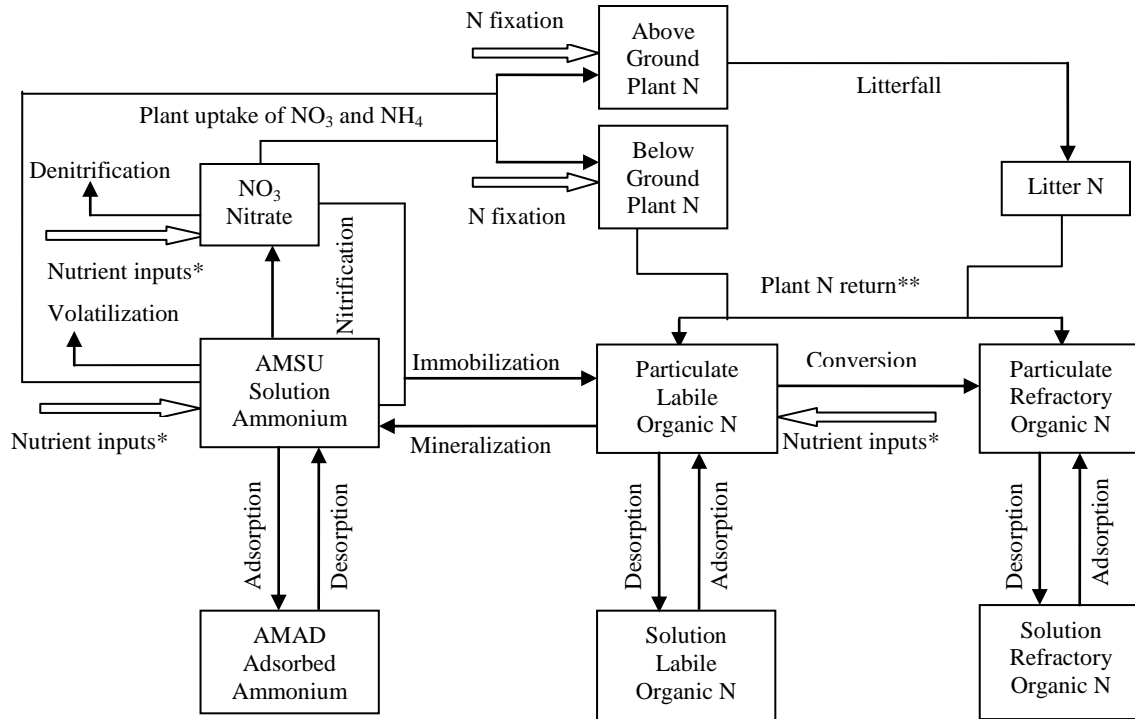 N fixation
Above
Ground
Plant N
Litterfall
Plant uptake of NO3 and NH4
Below
Ground
Plant N
Denitrification
NO3
Nitrate
N fixation
Litter N
Nutrient inputs*
Nitrification
Plant N return**
Volatilization
AMSU
Solution
Ammonium
Immobilization
Particulate
Labile
Organic N
Conversion
Particulate
Refractory
Organic N
Nutrient inputs*
Mineralization
Nutrient inputs*
Adsorption
Desorption
Desorption
Adsorption
Desorption
Adsorption
AMAD
Adsorbed
Ammonium
Solution
Labile
Organic N
Solution
Refractory
Organic N